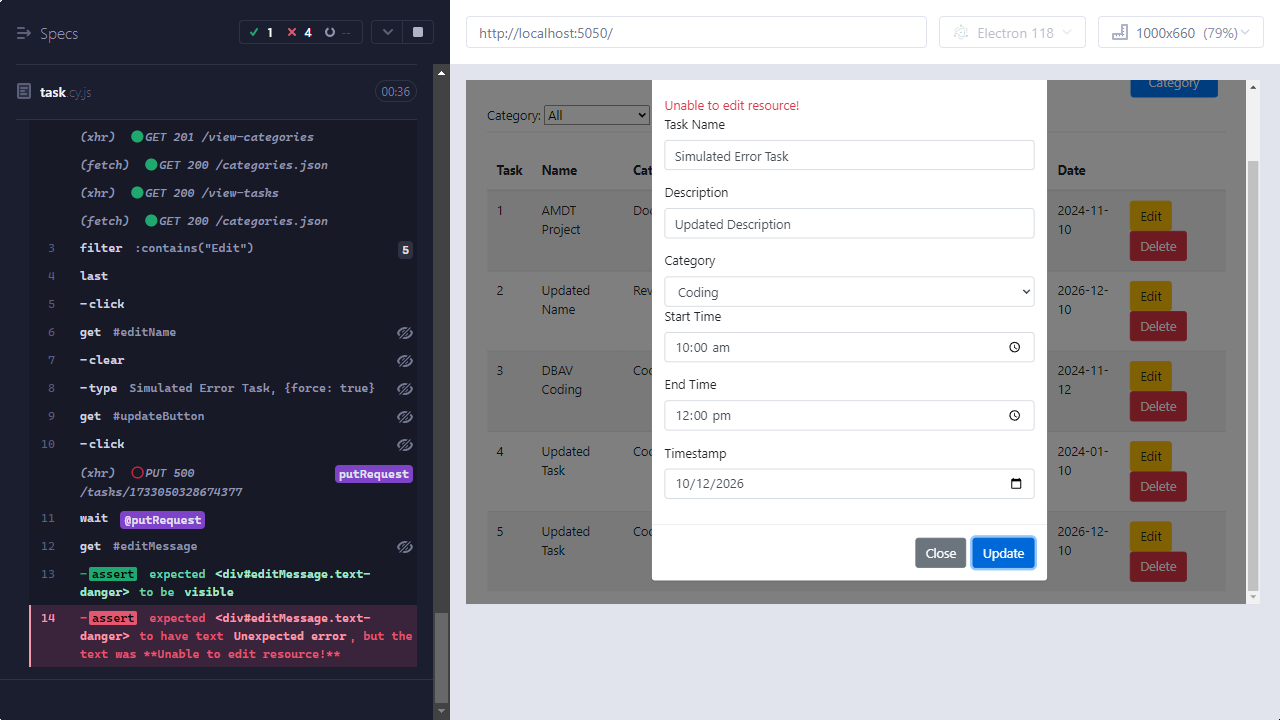 Specs
1
4
--
task.cy.js
00:36
(xhr) GET 201 /view-categories
(fetch) GET 200 /categories.json
(xhr) GET 200 /view-tasks
(fetch) GET 200 /categories.json
3 filter :contains("Edit") 5
4 last
5 -click
6 get #editName
7 -clear
8 -type Simulated Error Task, {force: true}
9 get #updateButton
10 -click
(xhr) PUT 500 putRequest
/tasks/1733050328674377
11 wait @putRequest
12 get #editMessage
13 -assert expected <div#editMessage.text-
danger> to be visible
14 -assert expected <div#editMessage.text-
danger> to have text Unexpected error, but the
text was **Unable to edit resource!**
http://localhost:5050/
Electron 118
1000x660 (79%)
Category
Category: All
Task Name Cat Date
1 AMDT Project Doc 2024-11-10 Edit Delete
2 Updated Name Rev 2026-12-10 Edit Delete
3 DBAV Coding Coc 2024-11-12 Edit Delete
4 Updated Task Coc 2024-01-10 Edit Delete
5 Updated Task Coc 2026-12-10 Edit Delete
Unable to edit resource!
Task Name
Simulated Error Task
Description
Updated Description
Category
Coding
Start Time
10:00 am
End Time
12:00 pm
Timestamp
10/12/2026
Close Update